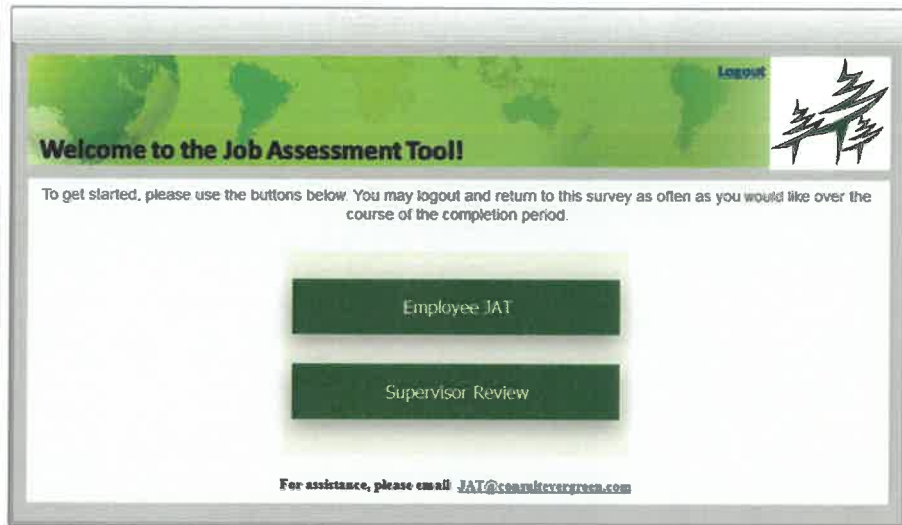 Logout
Welcome to the Job Assessment Tool!
To get started, please use the buttons below. You may logout and return to this survey as often as you would like over the
course of the completion period.
Employee JAT
Supervisor Review
For assistance, please email JAT@consultevergreen.com